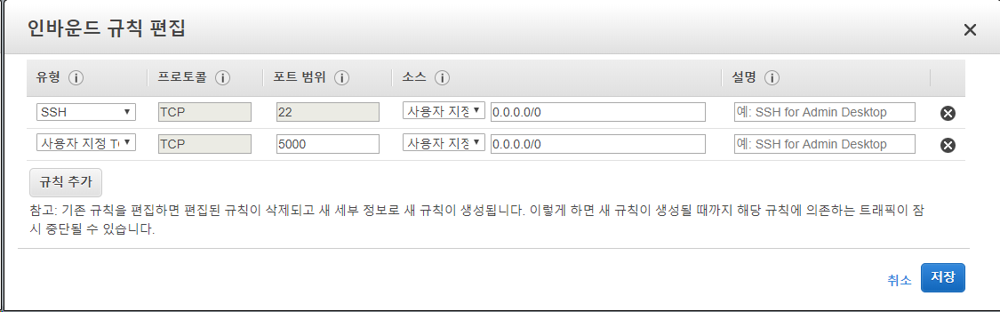 인바운드 규칙 편집
유형 프로토콜 포트 범위 소스 설명
SSH TCP 22 사용자 지정 0.0.0.0/0 예: SSH for Admin Desktop
사용자 지정 TC TCP 5000 사용자 지정 0.0.0.0/0 예: SSH for Admin Desktop
규칙 추가
참고: 기존 규칙을 편집하면 편집된 규칙이 삭제되고 새 세부 정보로 새 규칙이 생성됩니다. 이렇게 하면 새 규칙이 생성될 때까지 해당 규칙에 의존하는 트래픽이 잠
시 중단될 수 있습니다.
취소 저장